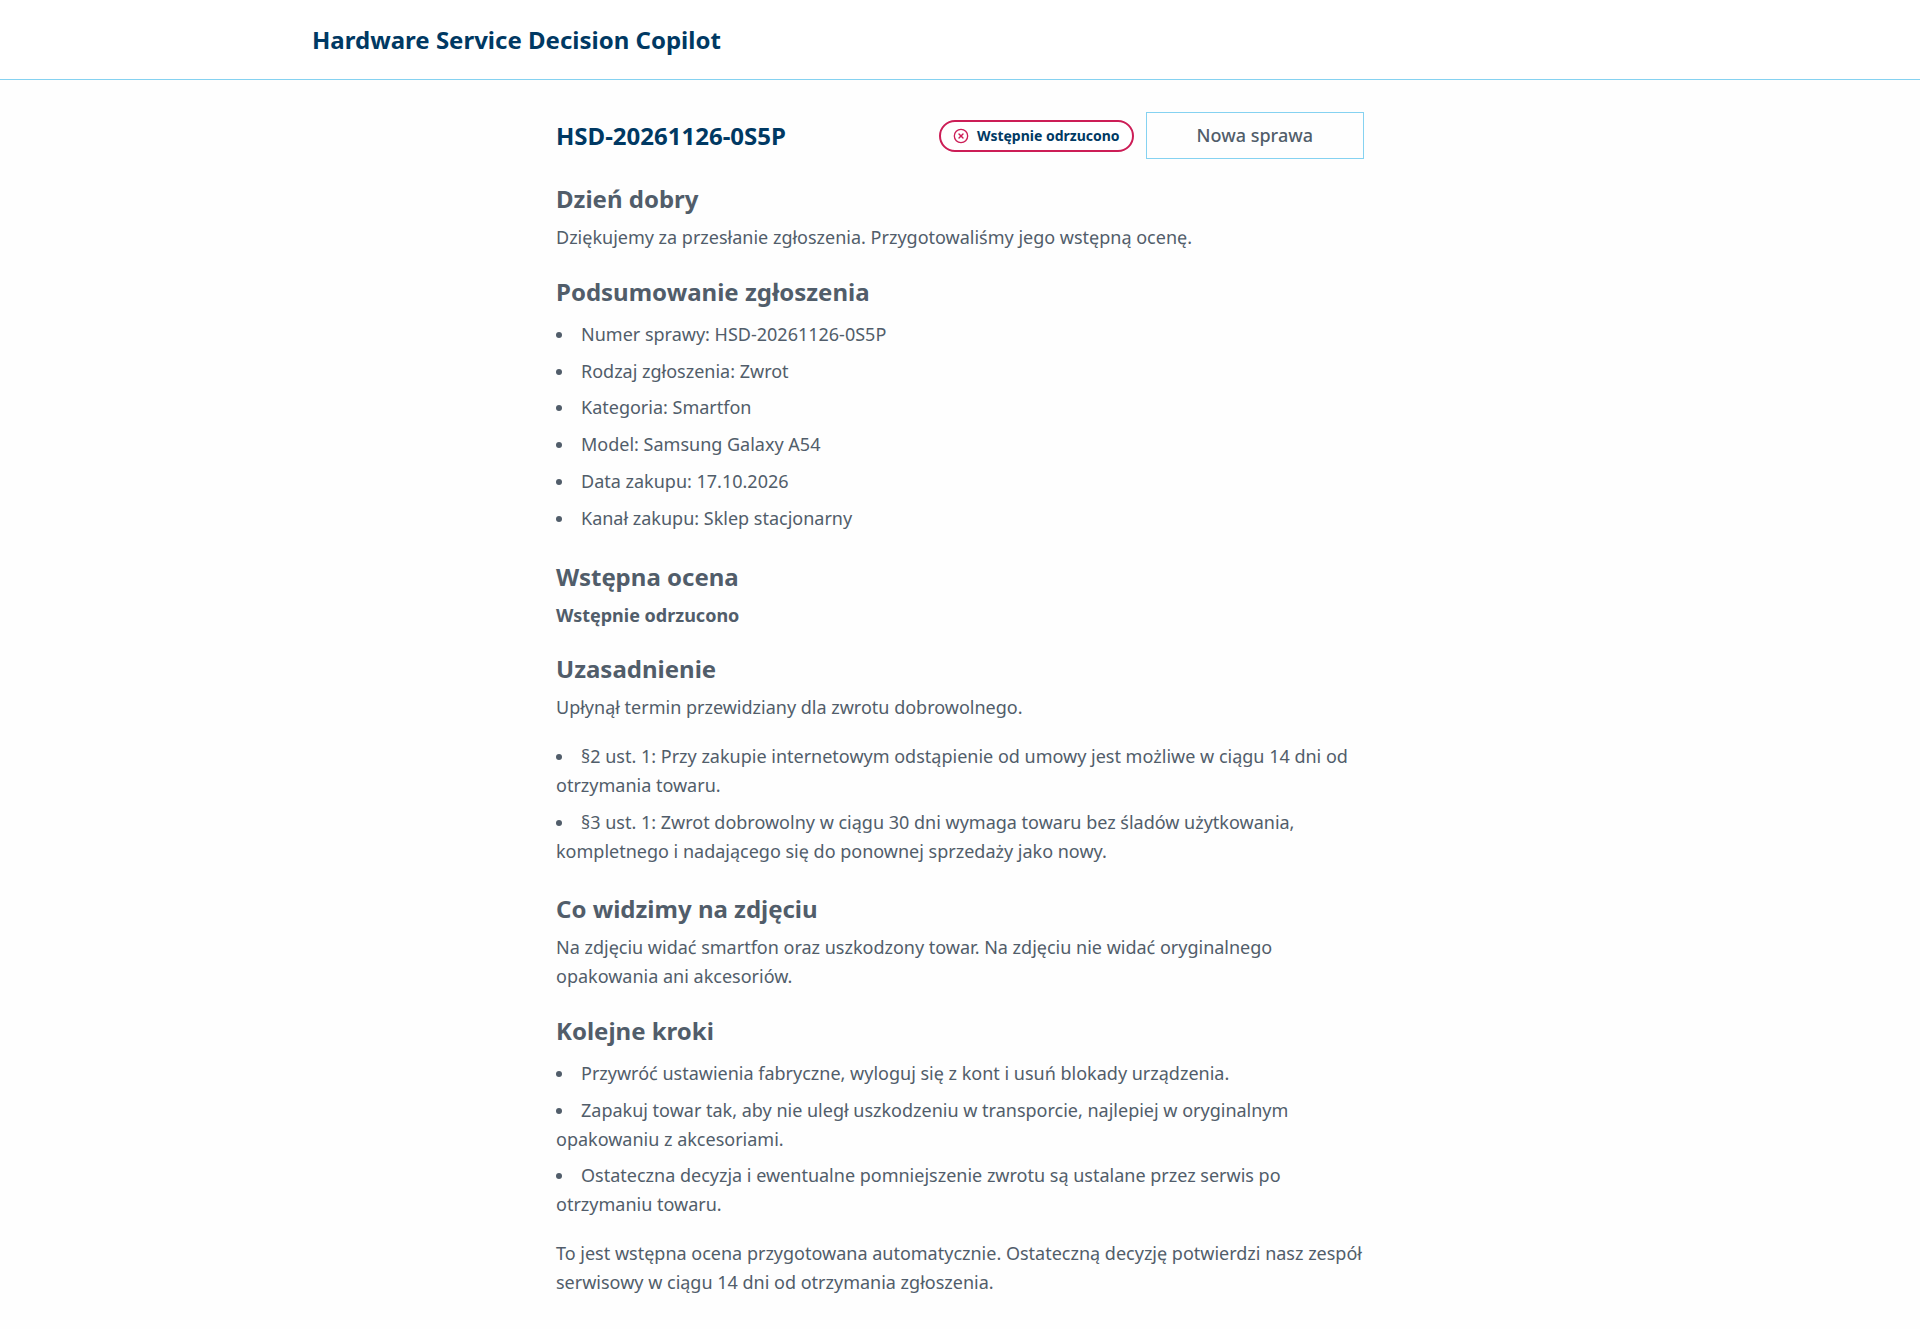 Hardware Service Decision Copilot
HSD-20261126-0S5P
Wstępnie odrzucono
Nowa sprawa
Dzień dobry
Dziękujemy za przesłanie zgłoszenia. Przygotowaliśmy jego wstępną ocenę.
Podsumowanie zgłoszenia
• Numer sprawy: HSD-20261126-0S5P
• Rodzaj zgłoszenia: Zwrot
• Kategoria: Smartfon
• Model: Samsung Galaxy A54
• Data zakupu: 17.10.2026
• Kanał zakupu: Sklep stacjonarny
Wstępna ocena
Wstępnie odrzucono
Uzasadnienie
Upłynął termin przewidziany dla zwrotu dobrowolnego.
• §2 ust. 1: Przy zakupie internetowym odstąpienie od umowy jest możliwe w ciągu 14 dni od
otrzymania towaru.
• §3 ust. 1: Zwrot dobrowolny w ciągu 30 dni wymaga towaru bez śladów użytkowania,
kompletnego i nadającego się do ponownej sprzedaży jako nowy.
Co widzimy na zdjęciu
Na zdjęciu widać smartfon oraz uszkodzony towar. Na zdjęciu nie widać oryginalnego
opakowania ani akcesoriów.
Kolejne kroki
• Przywróć ustawienia fabryczne, wyloguj się z kont i usuń blokady urządzenia.
• Zapakuj towar tak, aby nie uległ uszkodzeniu w transporcie, najlepiej w oryginalnym
opakowaniu z akcesoriami.
• Ostateczna decyzja i ewentualne pomniejszenie zwrotu są ustalane przez serwis po
otrzymaniu towaru.
To jest wstępna ocena przygotowana automatycznie. Ostateczną decyzję potwierdzi nasz zespół
serwisowy w ciągu 14 dni od otrzymania zgłoszenia.